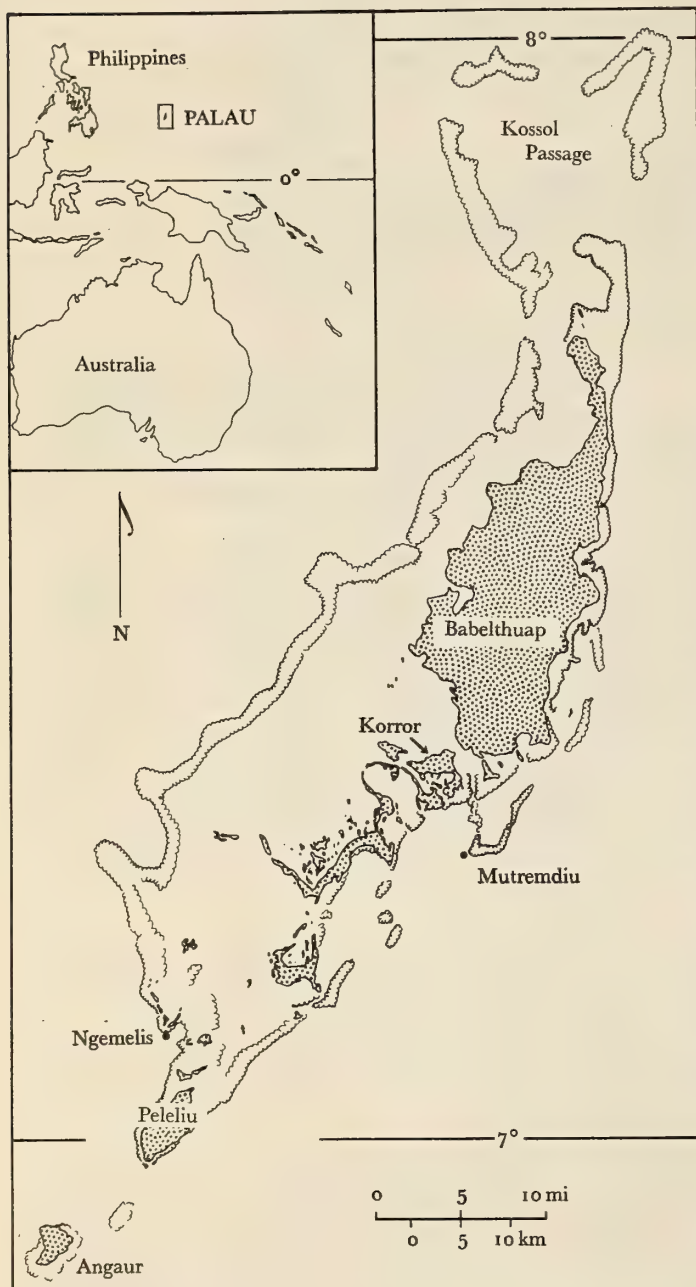 Philippines
PALAU
0°
Australia
8°
Kossol
Passage
N
Babelthuap
Korror
Mutremdiu
Ngemelis
Peleliu
7°
Angaur
0 5 10 mi
0 5 10 km